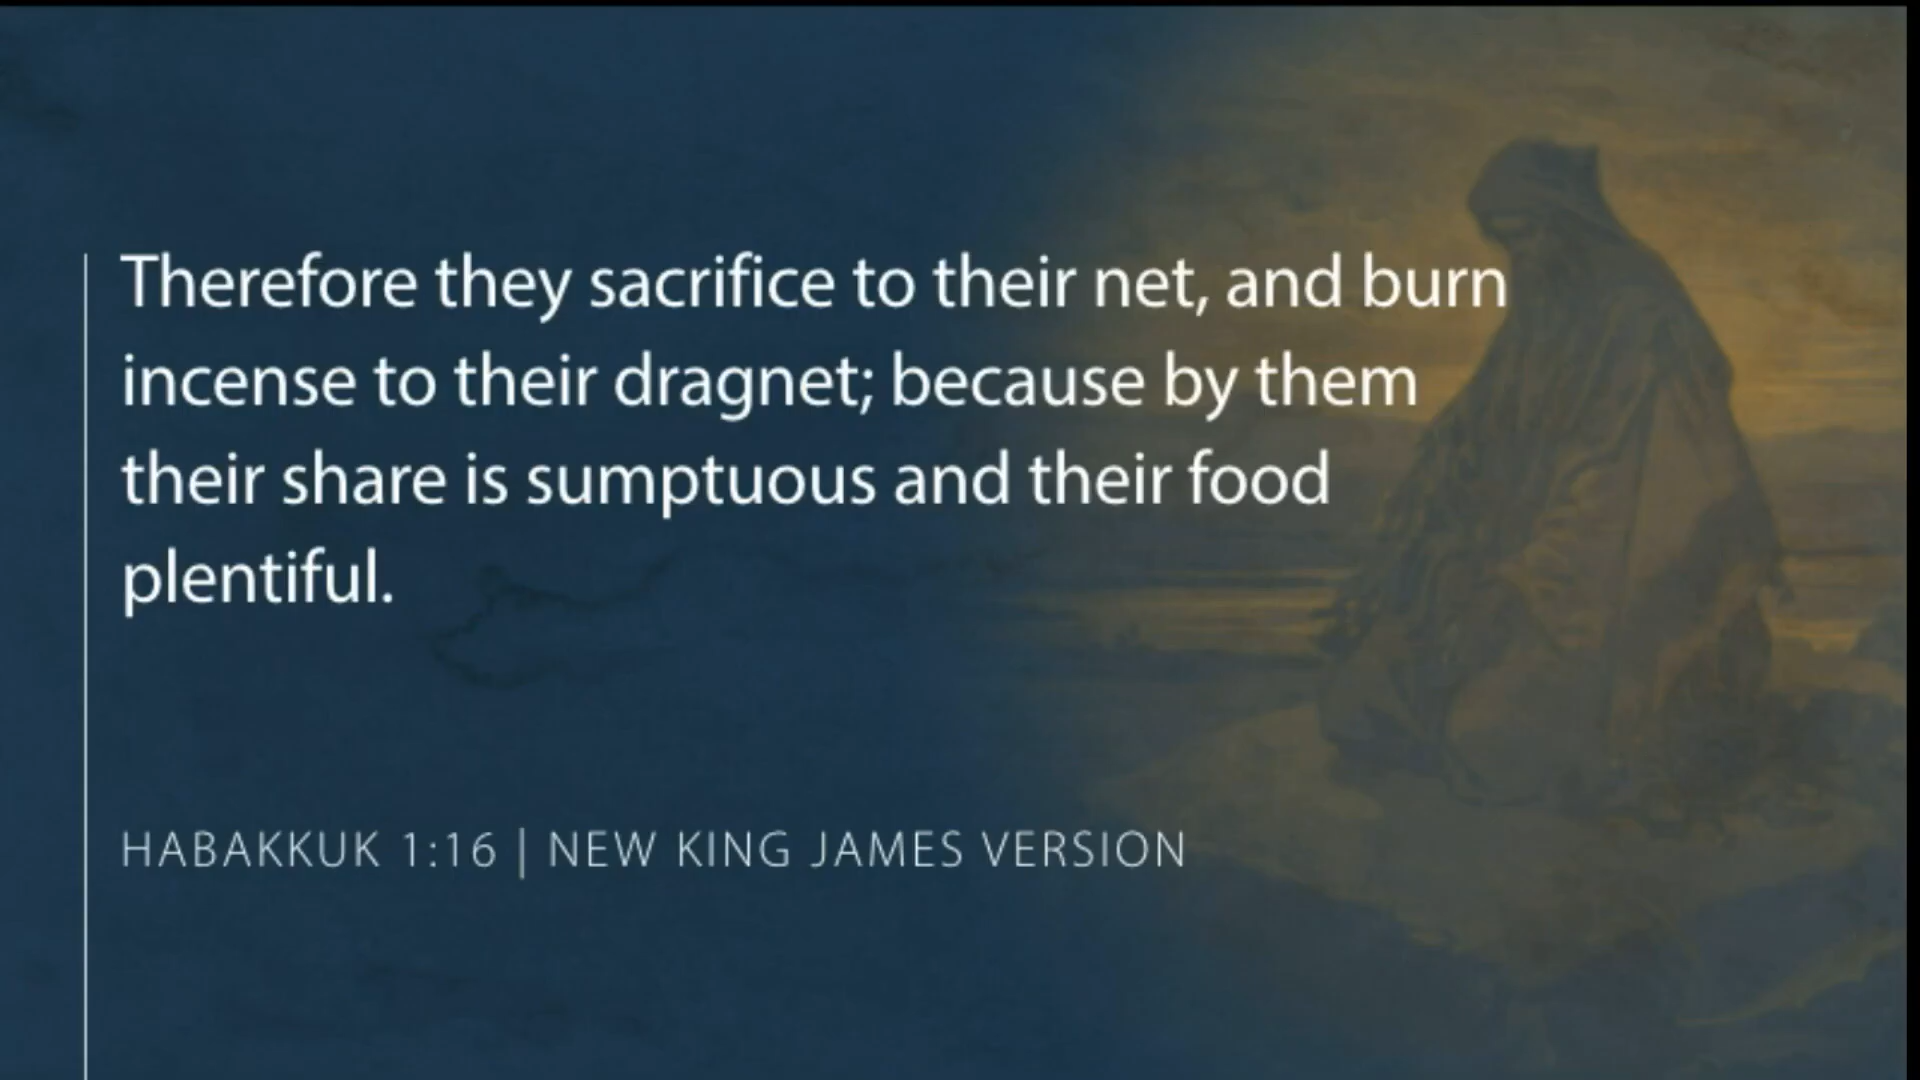 Therefore they sacrifice to their net, and burn
incense to their dragnet; because by them
their share is sumptuous and their food
plentiful.
HABAKKUK 1:16 | NEW KING JAMES VERSION